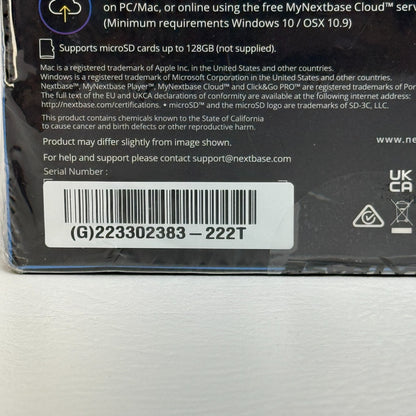 on PC/Mac, or online using the free MyNextbase Cloud™ serv
(Minimum requirements Windows 10 / OSX 10.9)
Supports microSD cards up to 128GB (not supplied).
Mac is a registered trademark of Apple Inc. in the United States and other countries.
Windows is a registered trademark of Microsoft Corporation in the United States and other countries.
Nextbase™, MyNextbase Player™, MyNextbase Cloud™ and Click&Go PRO™ are registered trademarks of Por
The full text of the EU and UKCA declarations of conformity are available at the following internet address:
http://nextbase.com/certifications. • microSD™ and the microSD logo are trademarks of SD-3C, LLC.
This product contains chemicals known to the State of California
to cause cancer and birth defects or other reproductive harm.
Product may differ slightly from image shown.
www.ne
For help and support please contact support@nextbase.com
Serial Number :
UK
CA
(G)223302383-222T